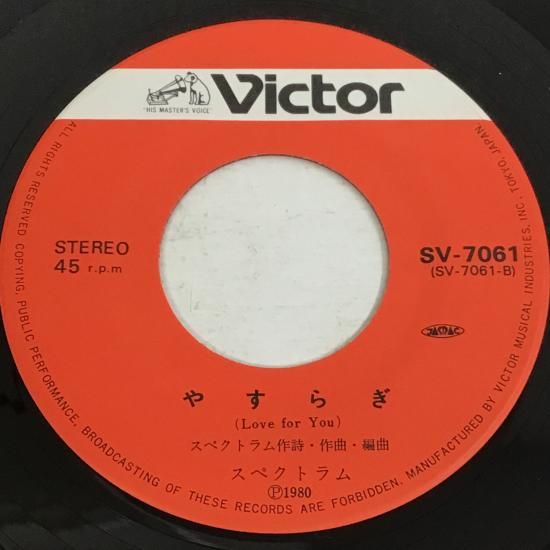 "HIS MASTER'S VOICE"
Victor
STEREO
45 r.p.m
SV-7061
(SV-7061-B)
JASRAC
やすらぎ
(Love for You)
スペクトラム作詩・作曲・編曲
スペクトラム
Ⓟ1980
ALL RIGHTS RESERVED COPYING, PUBLIC PERFORMANCE, BROADCASTING OF THESE RECORDS ARE FORBIDDEN, MANUFACTURED BY VICTOR MUSICAL INDUSTRIES, INC. TOKYO, JAPAN.